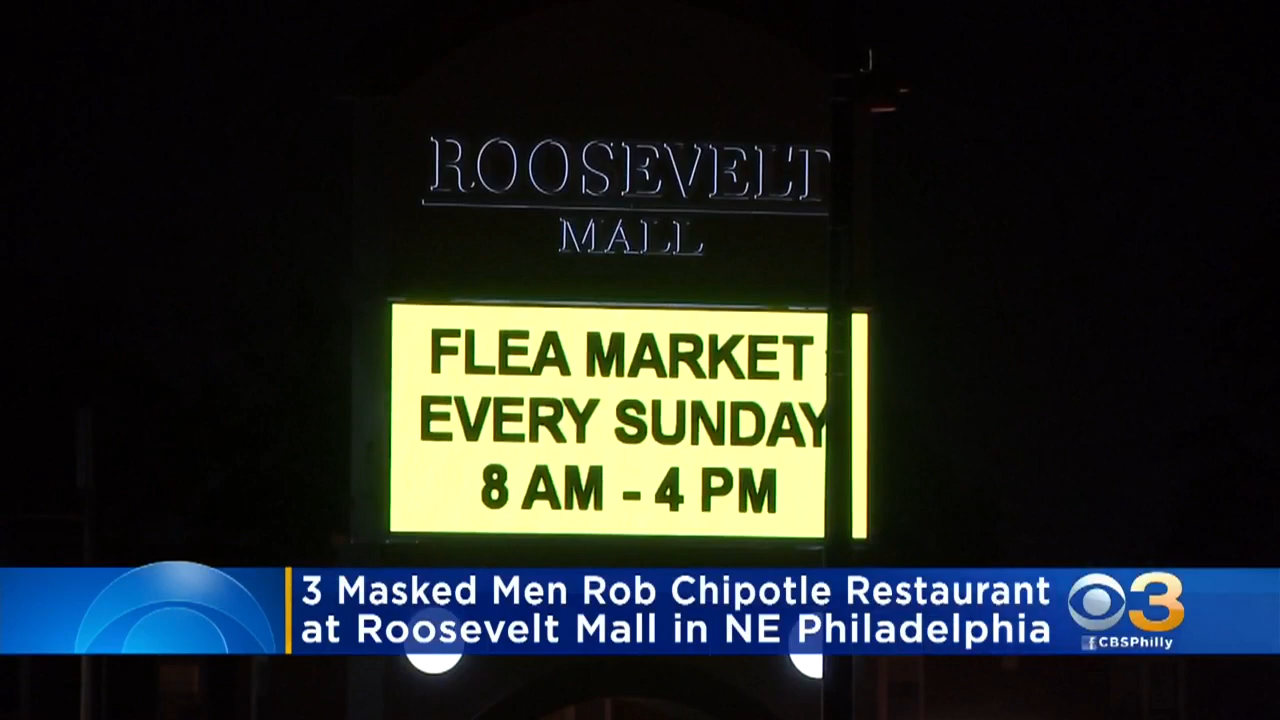 ROOSEVELT
MALL
FLEA MARKET
EVERY SUNDAY
8 AM - 4 PM
3 Masked Men Rob Chipotle Restaurant
at Roosevelt Mall in NE Philadelphia
3
f CBSPhilly